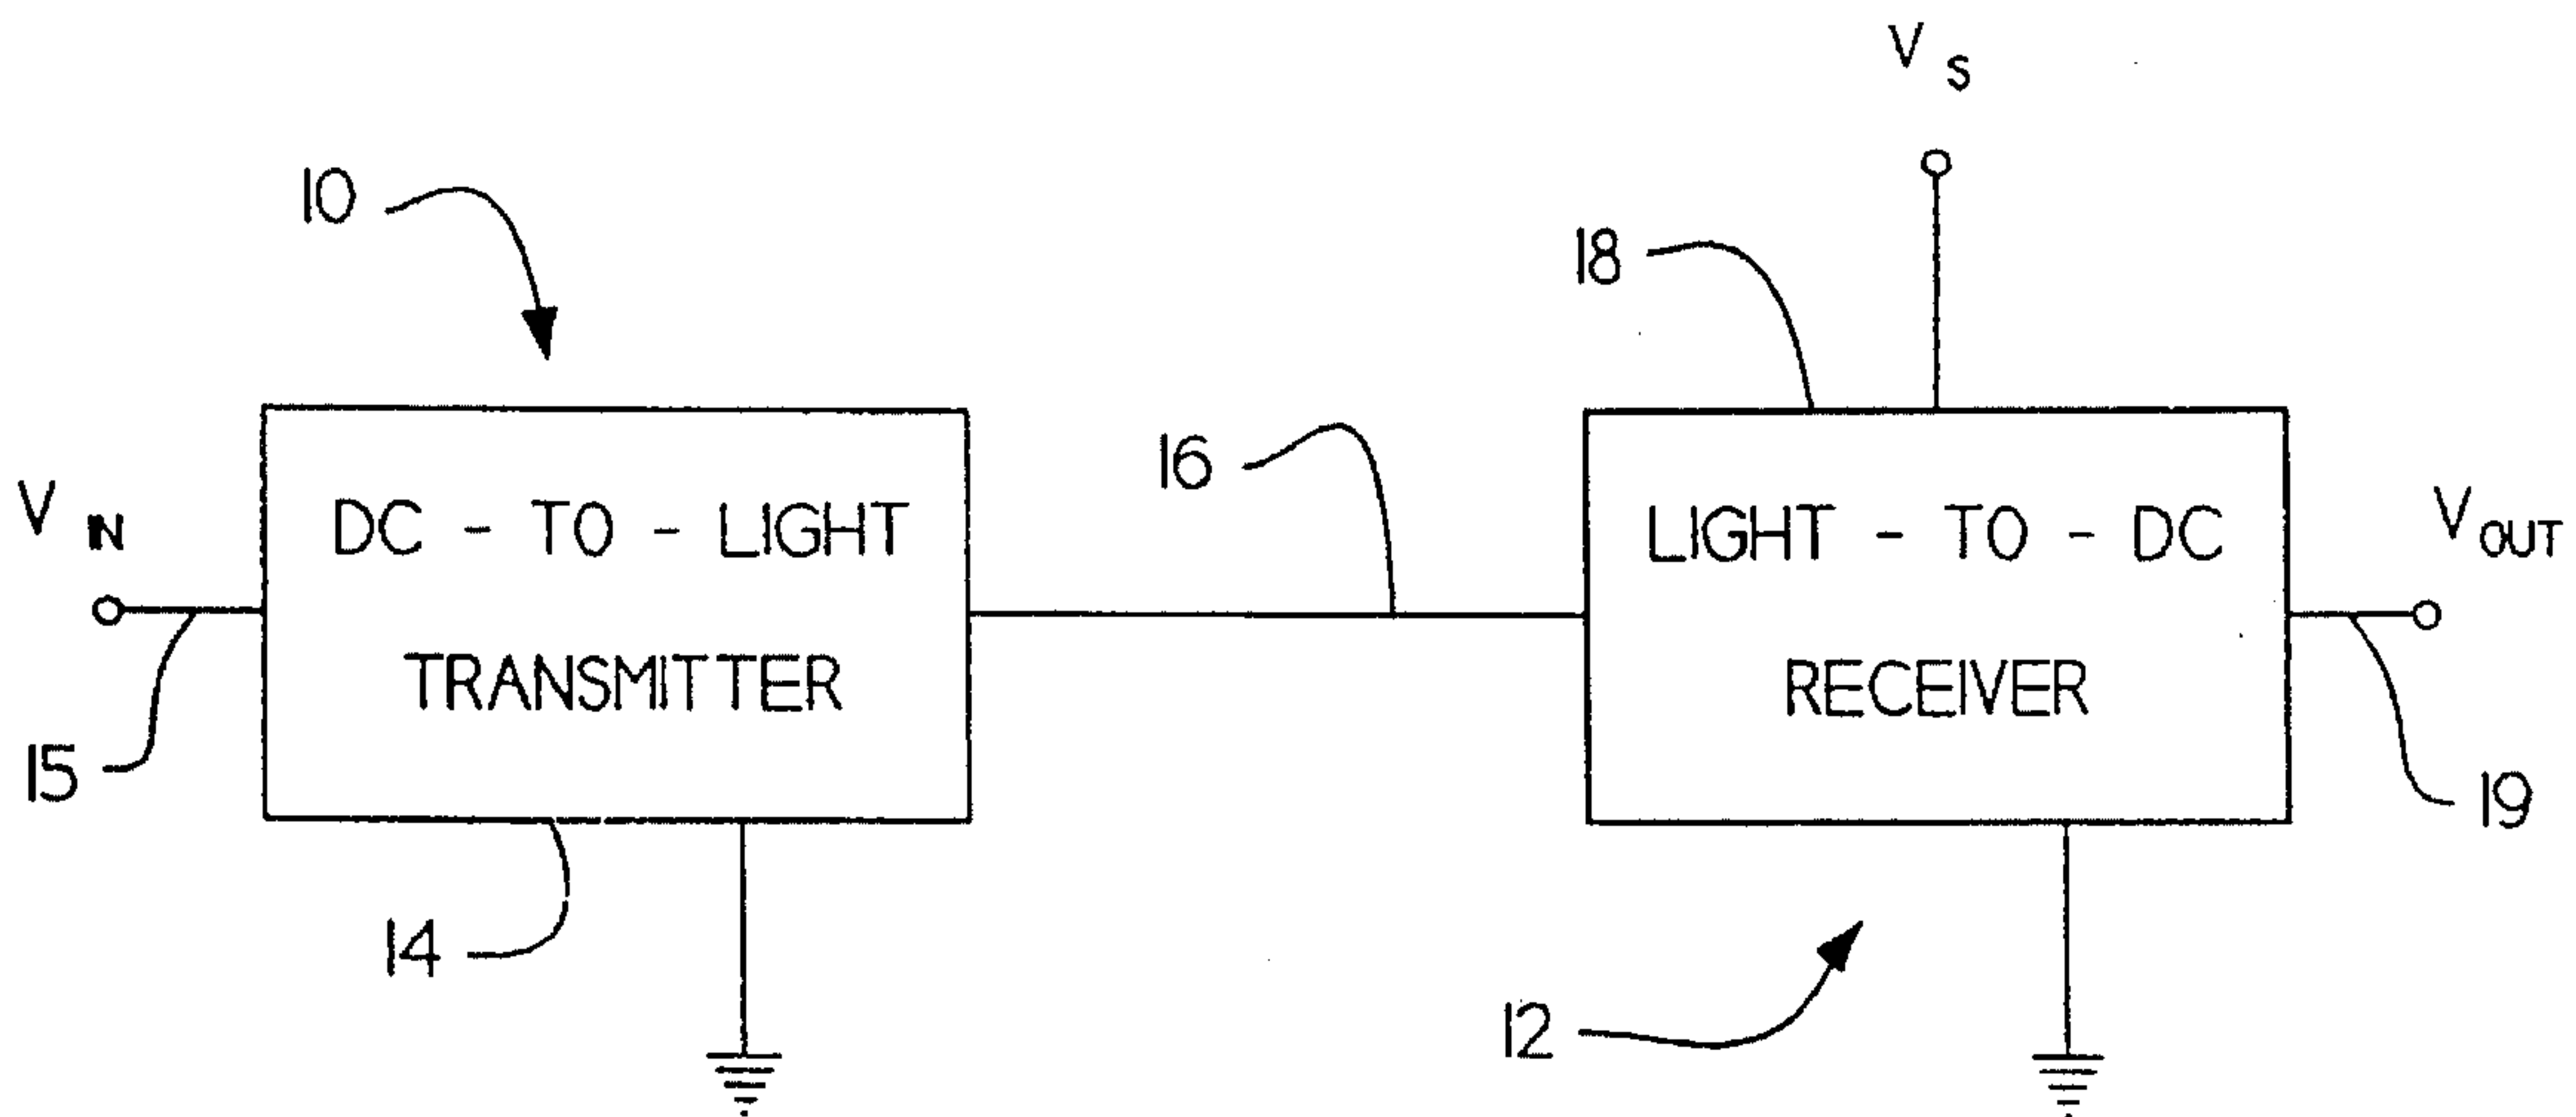 V S
10
18
16
V IN
DC - TO - LIGHT
TRANSMITTER
LIGHT - TO - DC
RECEIVER
V OUT
15
19
14
12